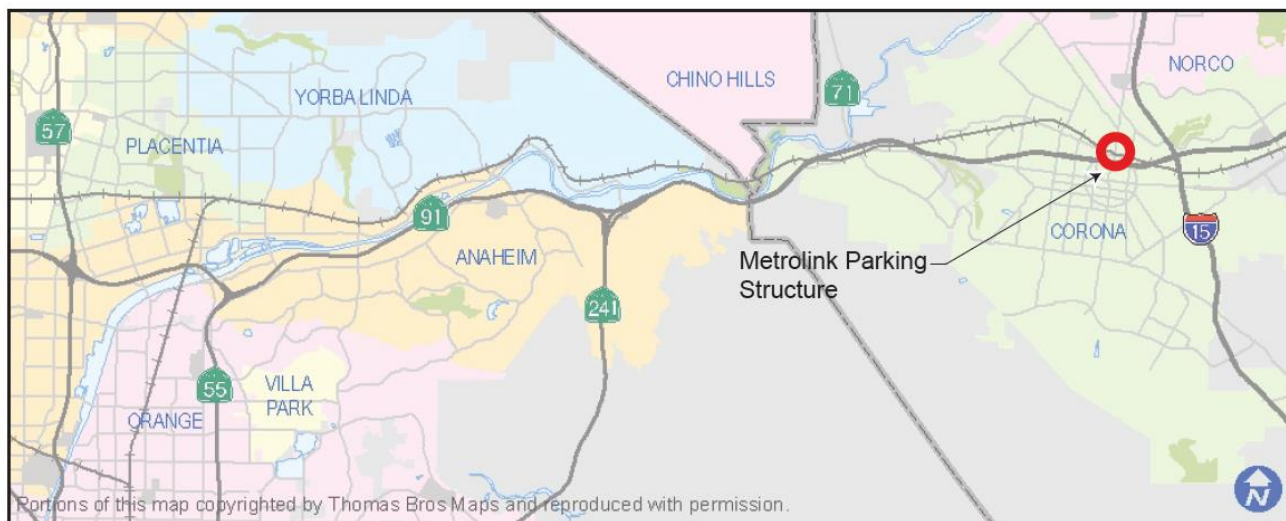 CHINO HILLS
NORCO
71
YORBA LINDA
57
PLACENTIA
91
ANAHEIM
CORONA
15
Metrolink Parking
Structure
241
55
VILLA
PARK
ORANGE
Portions of this map copyrighted by Thomas Bros Maps and reproduced with permission.
N